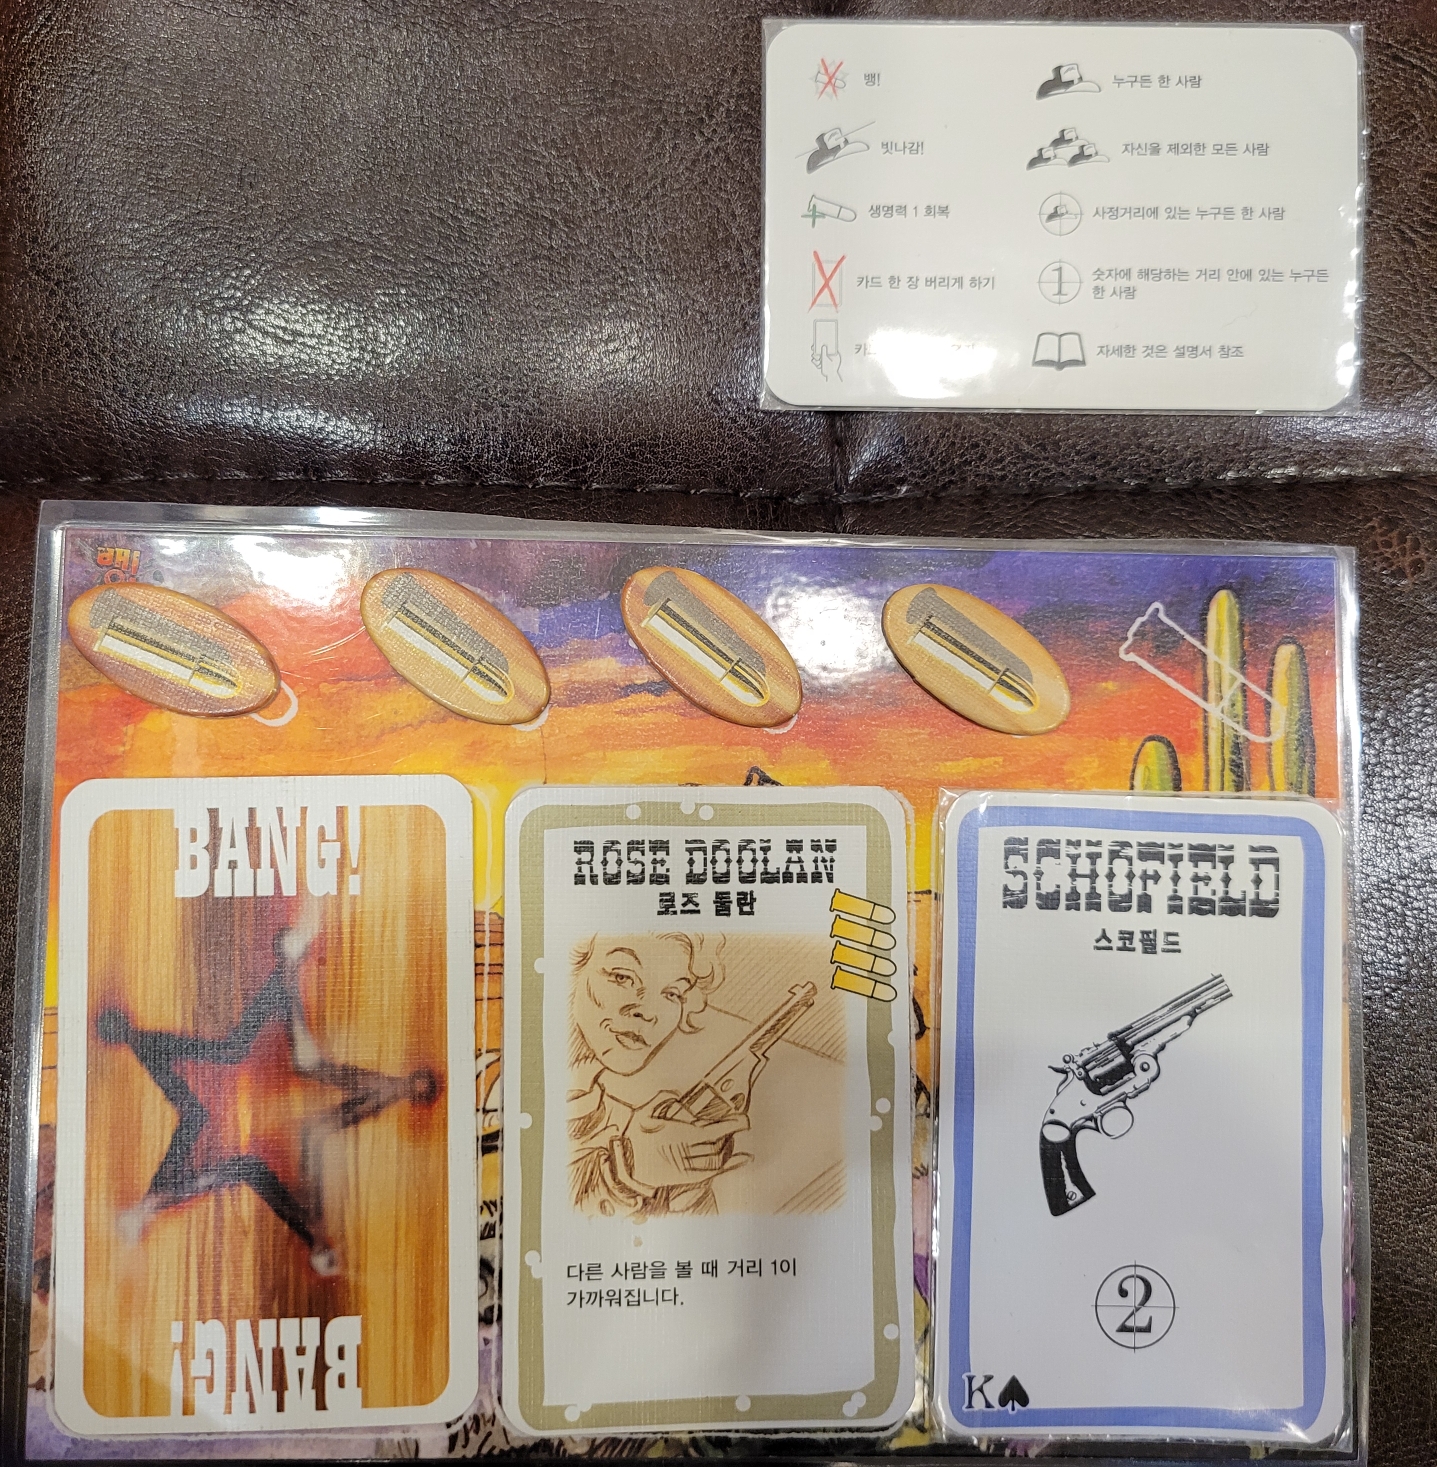 뱅!
누구든 한 사람
빗나감!
자신을 제외한 모든 사람
생명력 1 회복
사정거리에 있는 누구든 한 사람
카드 한 장 버리게 하기
1
숫자에 해당하는 거리 안에 있는 누구든
한 사람
자세한 것은 설명서 참조
뱅!
BANG!
BANG!
ROSE DOOLAN
로즈 둘란
다른 사람을 볼 때 거리 1이
가까워집니다.
SCHOFIELD
스코필드
2
K♠